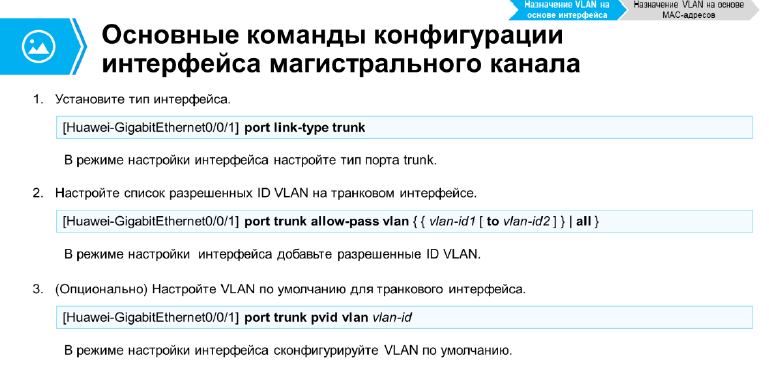 Назначение VLAN на
основе интерфейса
Назначение VLAN на основе
MAC-адресов
Основные команды конфигурации
интерфейса магистрального канала
1. Установите тип интерфейса.
[Huawei-GigabitEthernet0/0/1] port link-type trunk
В режиме настройки интерфейса настройте тип порта trunk.
2. Настройте список разрешенных ID VLAN на транковом интерфейсе.
[Huawei-GigabitEthernet0/0/1] port trunk allow-pass vlan { { vlan-id1 [ to vlan-id2 ] } | all }
В режиме настройки интерфейса добавьте разрешенные ID VLAN.
3. (Опционально) Настройте VLAN по умолчанию для транкового интерфейса.
[Huawei-GigabitEthernet0/0/1] port trunk pvid vlan vlan-id
В режиме настройки интерфейса сконфигурируйте VLAN по умолчанию.